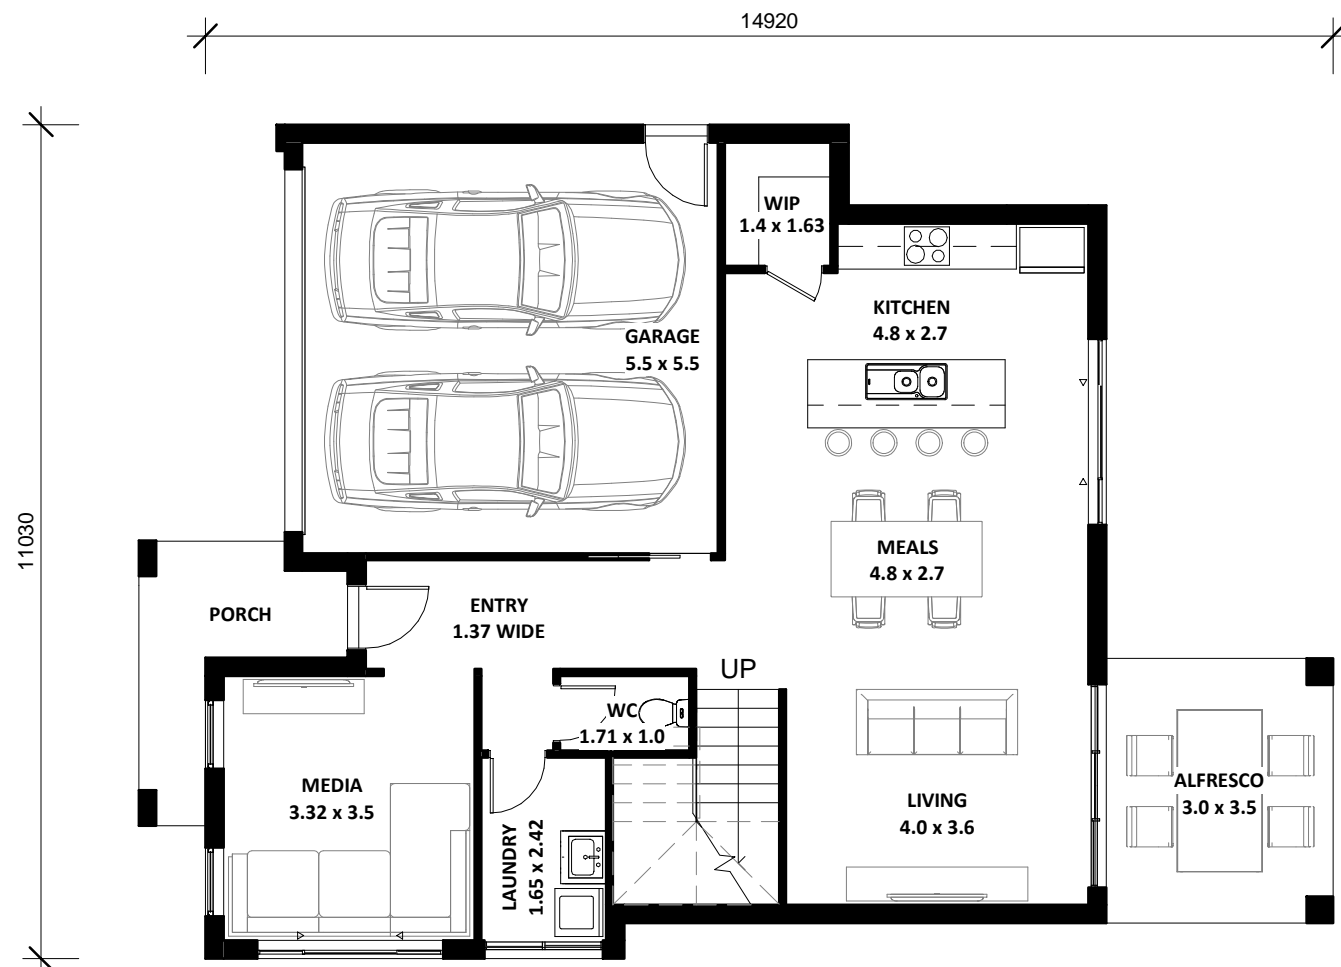 14920
11030
WIP
1.4 x 1.63
KITCHEN
4.8 x 2.7
GARAGE
5.5 x 5.5
MEALS
4.8 x 2.7
PORCH
ENTRY
1.37 WIDE
UP
WC
1.71 x 1.0
MEDIA
3.32 x 3.5
LAUNDRY
1.65 x 2.42
LIVING
4.0 x 3.6
ALFRESCO
3.0 x 3.5